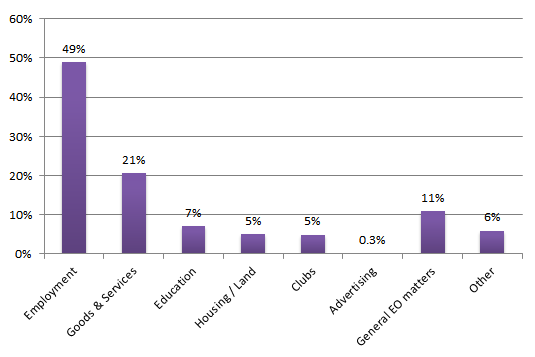 60%
50%
40%
30%
20%
10%
0%
49%
21%
7%
5%
5%
0.3%
11%
6%
Employment
Goods & Services
Education
Housing / Land
Clubs
Advertising
General EO matters
Other